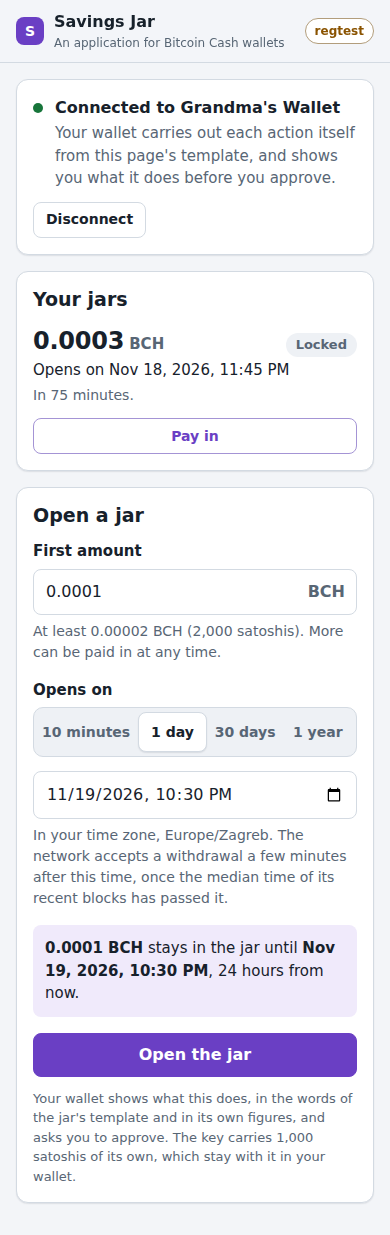 S
Savings Jar
An application for Bitcoin Cash wallets
regtest
Connected to Grandma's Wallet
Your wallet carries out each action itself
from this page's template, and shows
you what it does before you approve.
Disconnect
Your jars
0.0003 BCH
Locked
Opens on Nov 18, 2026, 11:45 PM
In 75 minutes.
Pay in
Open a jar
First amount
0.0001 BCH
At least 0.00002 BCH (2,000 satoshis). More
can be paid in at any time.
Opens on
10 minutes 1 day 30 days 1 year
11/19/2026, 10:30 PM
In your time zone, Europe/Zagreb. The
network accepts a withdrawal a few minutes
after this time, once the median time of its
recent blocks has passed it.
0.0001 BCH stays in the jar until Nov
19, 2026, 10:30 PM, 24 hours from
now.
Open the jar
Your wallet shows what this does, in the words of
the jar's template and in its own figures, and
asks you to approve. The key carries 1,000
satoshis of its own, which stay with it in your
wallet.